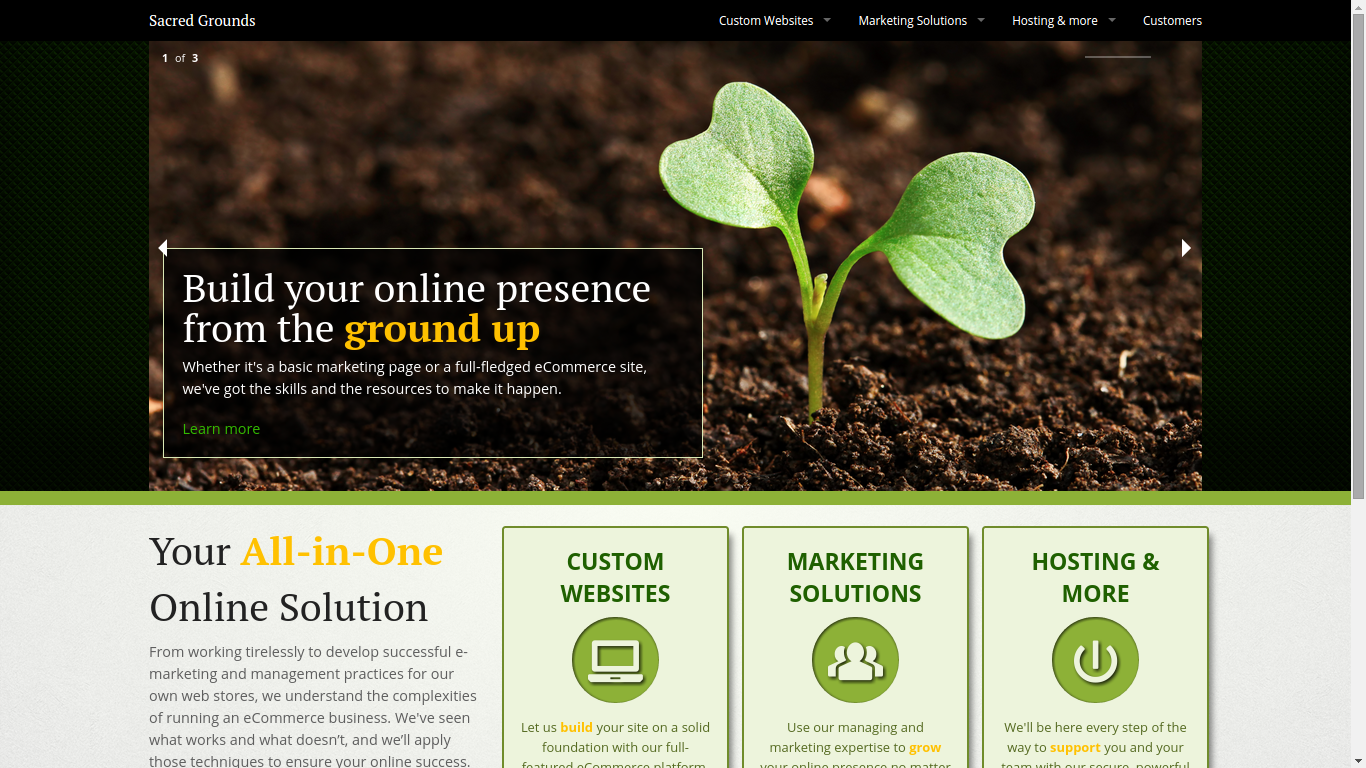 Sacred Grounds
Custom Websites
Marketing Solutions
Hosting & more
Customers
1 of 3
Build your online presence
from the ground up
Whether it's a basic marketing page or a full-fledged eCommerce site,
we've got the skills and the resources to make it happen.
Learn more
Your All-in-One
Online Solution
From working tirelessly to develop successful e-
marketing and management practices for our
own web stores, we understand the complexities
of running an eCommerce business. We've seen
what works and what doesn’t, and we’ll apply
those techniques to ensure your online success.
CUSTOM
WEBSITES
Let us build your site on a solid
foundation with our full-
featured eCommerce platform
MARKETING
SOLUTIONS
Use our managing and
marketing expertise to grow
your online presence no matter
HOSTING &
MORE
We'll be here every step of the
way to support you and your
team with our secure, powerful